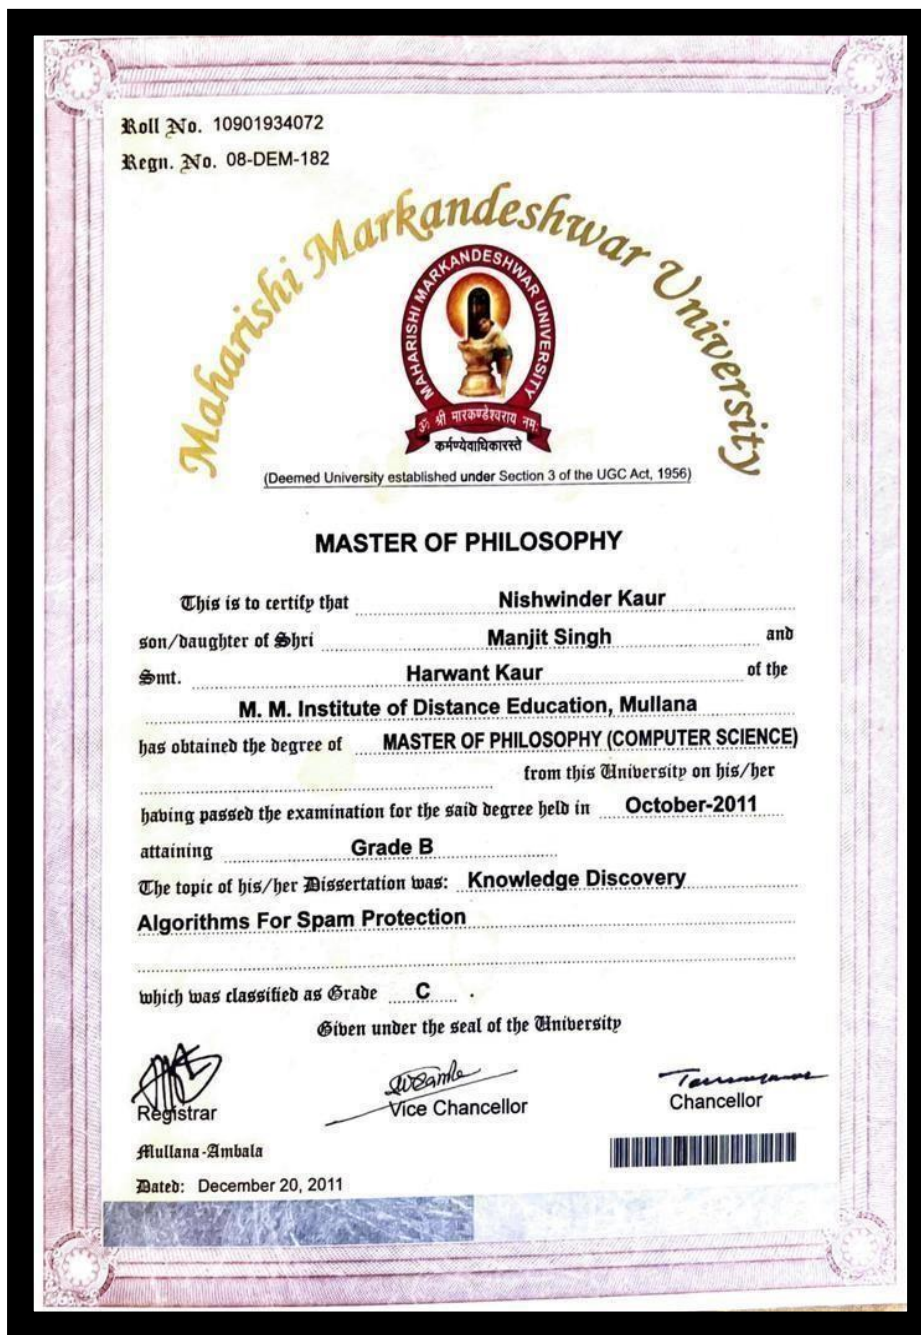 Roll No. 10901934072
Regn. No. 08-DEM-182
Maharishi Markandeshwar University
MAHARISHI MARKANDESHWAR UNIVERSITY
ॐ श्री मारकण्डेश्वराय नमः
कर्मण्येवाधिकारस्ते
(Deemed University established under Section 3 of the UGC Act, 1956)
MASTER OF PHILOSOPHY
This is to certify that Nishwinder Kaur
son/daughter of Shri Manjit Singh and
Smt. Harwant Kaur of the
M. M. Institute of Distance Education, Mullana
has obtained the degree of MASTER OF PHILOSOPHY (COMPUTER SCIENCE)
from this University on his/her
having passed the examination for the said degree held in October-2011
attaining Grade B
The topic of his/her Dissertation was: Knowledge Discovery
Algorithms For Spam Protection
which was classified as Grade C .
Given under the seal of the University
Registrar Vice Chancellor Chancellor
Mullana-Ambala
Dated: December 20, 2011